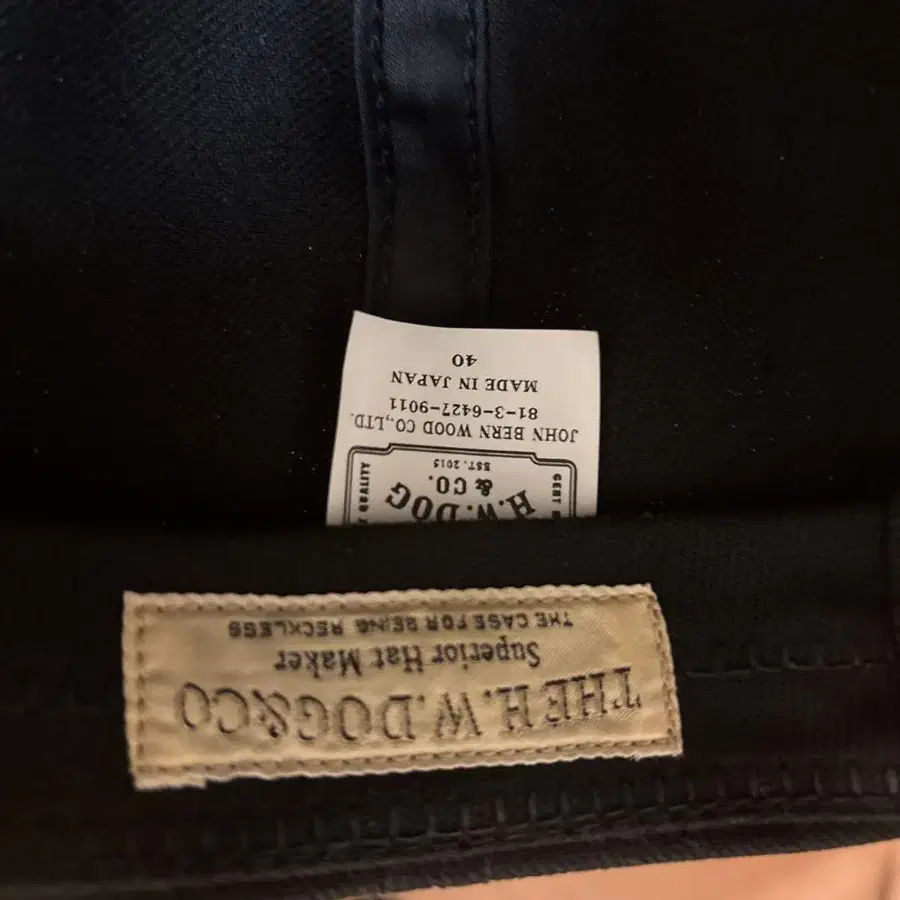 THE H.W.DOG&CO
Superior Hat Maker
THE CASE FOR BEING RECKLESS
H.W.DOG
& CO.
EST. 2015
QUALITY
JOHN BERN WOOD CO.,LTD.
81-3-6427-9011
MADE IN JAPAN
40